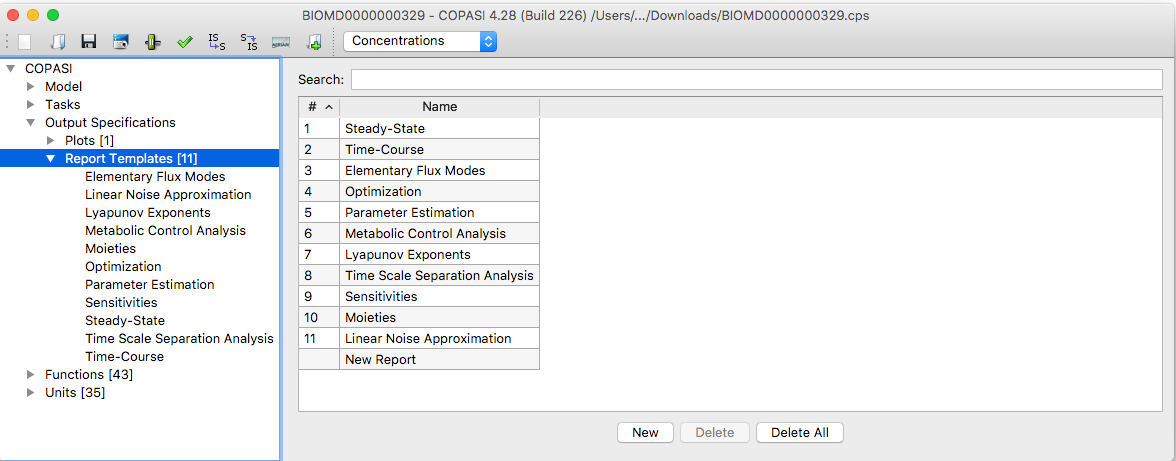 BIOMD0000000329 - COPASI 4.28 (Build 226) /Users/.../Downloads/BIOMD0000000329.cps
IS S S IS Concentrations
COPASI
Model
Tasks
Output Specifications
Plots [1]
Report Templates [11]
Elementary Flux Modes
Linear Noise Approximation
Lyapunov Exponents
Metabolic Control Analysis
Moieties
Optimization
Parameter Estimation
Sensitivities
Steady-State
Time Scale Separation Analysis
Time-Course
Functions [43]
Units [35]
Search:
# Name
1 Steady-State
2 Time-Course
3 Elementary Flux Modes
4 Optimization
5 Parameter Estimation
6 Metabolic Control Analysis
7 Lyapunov Exponents
8 Time Scale Separation Analysis
9 Sensitivities
10 Moieties
11 Linear Noise Approximation
New Report
New Delete Delete All